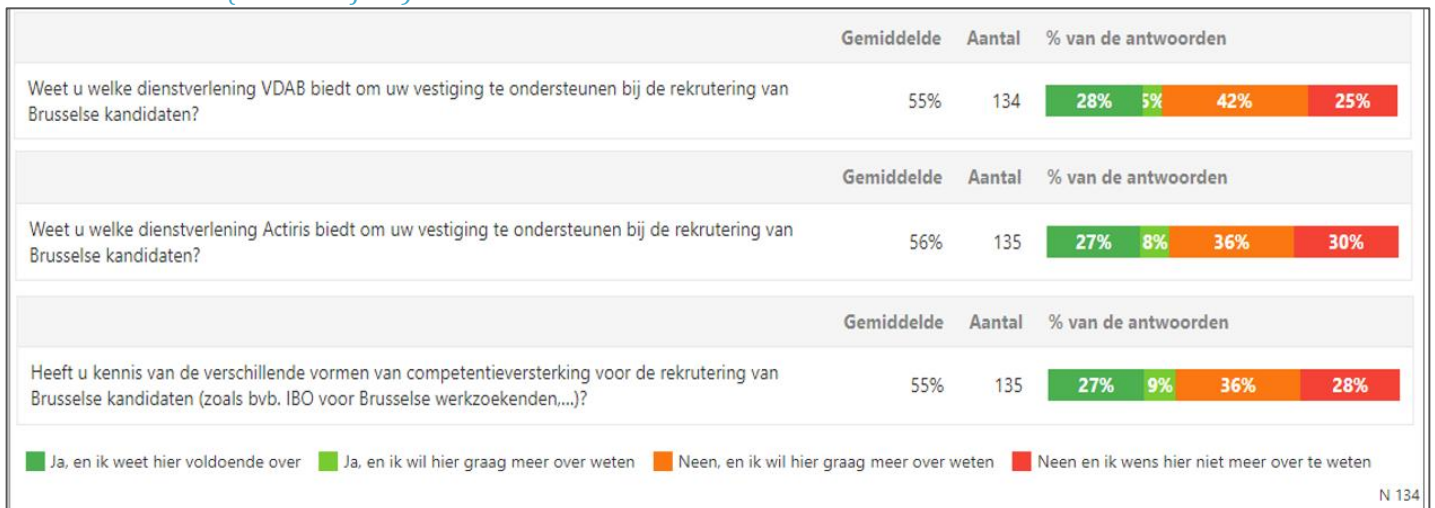 Gemiddelde Aantal % van de antwoorden
Weet u welke dienstverlening VDAB biedt om uw vestiging te ondersteunen bij de rekrutering van
Brusselse kandidaten?
55% 134 28% 5% 42% 25%
Gemiddelde Aantal % van de antwoorden
Weet u welke dienstverlening Actiris biedt om uw vestiging te ondersteunen bij de rekrutering van
Brusselse kandidaten?
56% 135 27% 8% 36% 30%
Gemiddelde Aantal % van de antwoorden
Heeft u kennis van de verschillende vormen van competentieversterking voor de rekrutering van
Brusselse kandidaten (zoals bvb. IBO voor Brusselse werkzoekenden,...)?
55% 135 27% 9% 36% 28%
Ja, en ik weet hier voldoende over Ja, en ik wil hier graag meer over weten Neen, en ik wil hier graag meer over weten Neen en ik wens hier niet meer over te weten
N 134